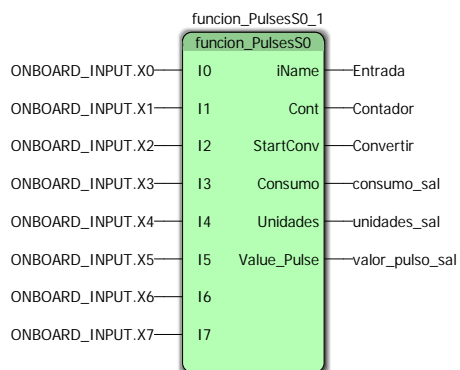 funcion_PulsesS0_1
funcion_PulsesS0
ONBOARD_INPUT.X0 I0 iName Entrada
ONBOARD_INPUT.X1 I1 Cont Contador
ONBOARD_INPUT.X2 I2 StartConv Convertir
ONBOARD_INPUT.X3 I3 Consumo consumo_sal
ONBOARD_INPUT.X4 I4 Unidades unidades_sal
ONBOARD_INPUT.X5 I5 Value_Pulse valor_pulso_sal
ONBOARD_INPUT.X6 I6
ONBOARD_INPUT.X7 I7